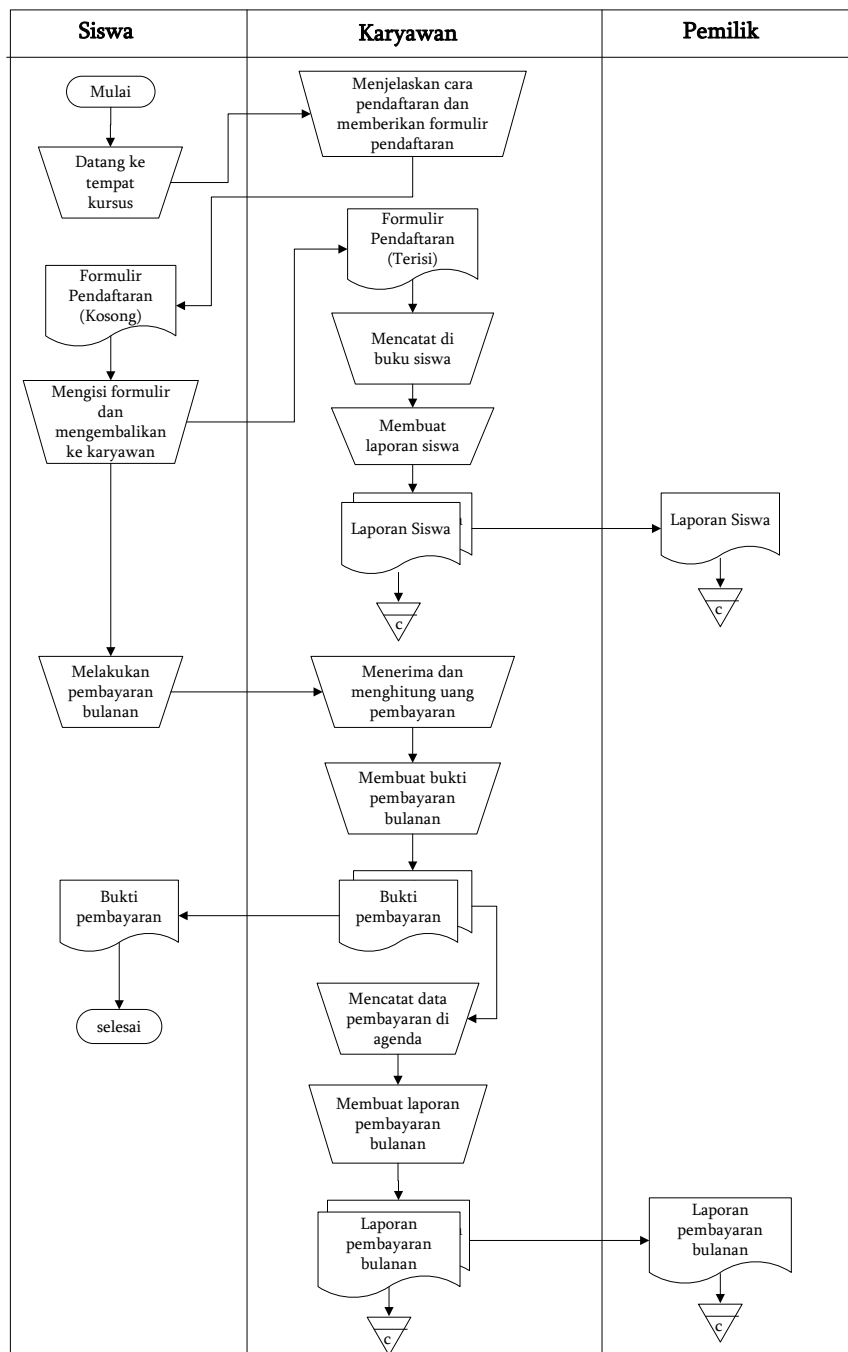 Siswa
Karyawan
Pemilik
Mulai
Menjelaskan cara
pendaftaran dan
memberikan formulir
pendaftaran
Datang ke
tempat
kursus
Formulir
Pendaftaran
(Terisi)
Formulir
Pendaftaran
(Kosong)
Mencatat di
buku siswa
Mengisi formulir
dan
mengembalikan
ke karyawan
Membuat
laporan siswa
Laporan Siswa
Laporan Siswa
c
c
Melakukan
pembayaran
bulanan
Menerima dan
menghitung uang
pembayaran
Membuat bukti
pembayaran
bulanan
Bukti
pembayaran
Bukti
pembayaran
selesai
Mencatat data
pembayaran di
agenda
Membuat laporan
pembayaran
bulanan
Laporan
pembayaran
bulanan
Laporan
pembayaran
bulanan
c
c